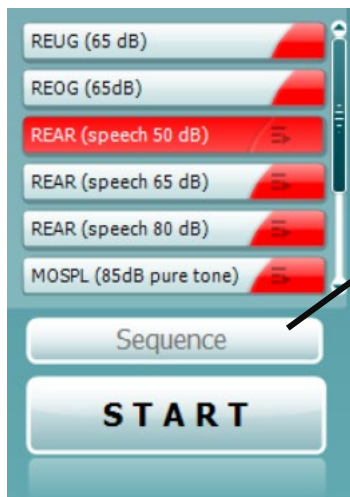 REUG (65 dB)
REOG (65dB)
REAR (speech 50 dB)
REAR (speech 65 dB)
REAR (speech 80 dB)
MOSPL (85dB pure tone)
Sequence
START